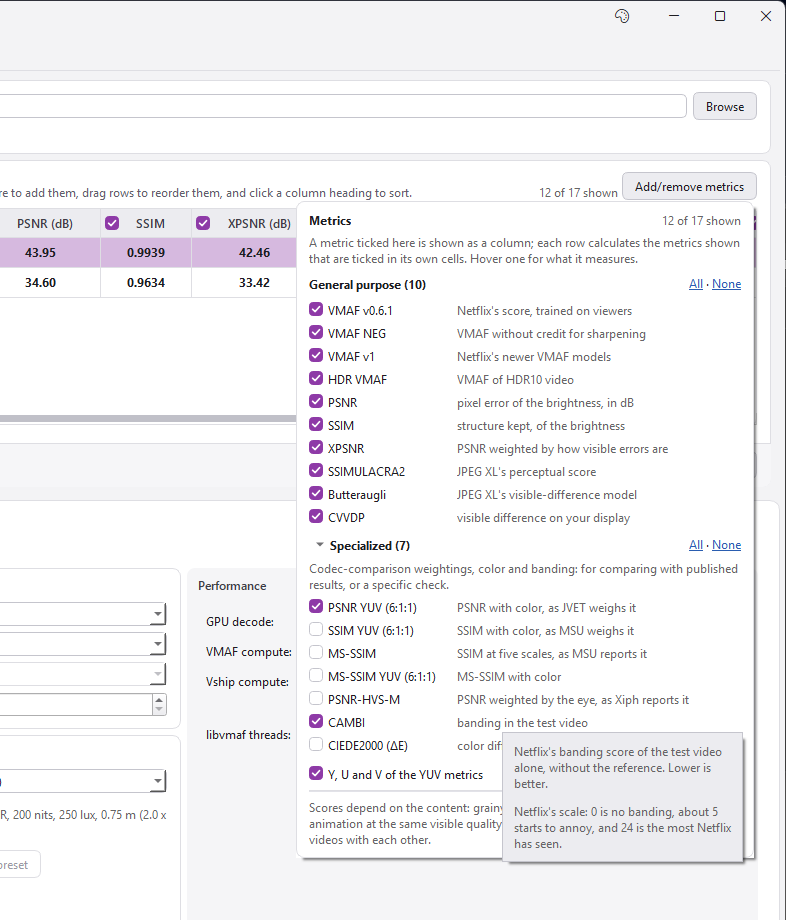 Browse
re to add them, drag rows to reorder them, and click a column heading to sort.
12 of 17 shown
Add/remove metrics
PSNR (dB) SSIM XPSNR (dB)
43.95 0.9939 42.46
34.60 0.9634 33.42
Metrics 12 of 17 shown
A metric ticked here is shown as a column; each row calculates the metrics shown
that are ticked in its own cells. Hover one for what it measures.
General purpose (10) All · None
VMAF v0.6.1 Netflix's score, trained on viewers
VMAF NEG VMAF without credit for sharpening
VMAF v1 Netflix's newer VMAF models
HDR VMAF VMAF of HDR10 video
PSNR pixel error of the brightness, in dB
SSIM structure kept, of the brightness
XPSNR PSNR weighted by how visible errors are
SSIMULACRA2 JPEG XL's perceptual score
Butteraugli JPEG XL's visible-difference model
CVVDP visible difference on your display
Specialized (7) All · None
Codec-comparison weightings, color and banding: for comparing with published
results, or a specific check.
PSNR YUV (6:1:1) PSNR with color, as JVET weighs it
SSIM YUV (6:1:1) SSIM with color, as MSU weighs it
MS-SSIM SSIM at five scales, as MSU reports it
MS-SSIM YUV (6:1:1) MS-SSIM with color
PSNR-HVS-M PSNR weighted by the eye, as Xiph reports it
CAMBI banding in the test video
CIEDE2000 (ΔE) color dif
Y, U and V of the YUV metrics
Scores depend on the content: grainy
animation at the same visible quality
videos with each other.
Netflix's banding score of the test video
alone, without the reference. Lower is
better.
Netflix's scale: 0 is no banding, about 5
starts to annoy, and 24 is the most Netflix
has seen.
Performance
GPU decode:
VMAF compute:
Vship compute:
libvmaf threads:
)
R, 200 nits, 250 lux, 0.75 m (2.0 x
preset